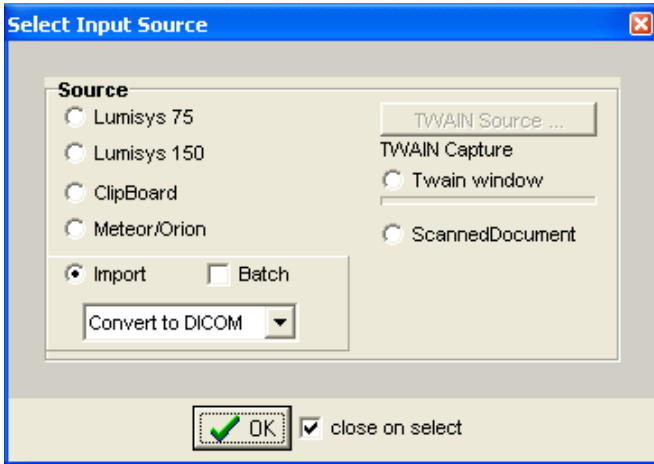 Select Input Source
Source
Lumisys 75
Lumisys 150
ClipBoard
Meteor/Orion
Import
Batch
Convert to DICOM
TWAIN Source ...
TWAIN Capture
Twain window
ScannedDocument
OK
close on select